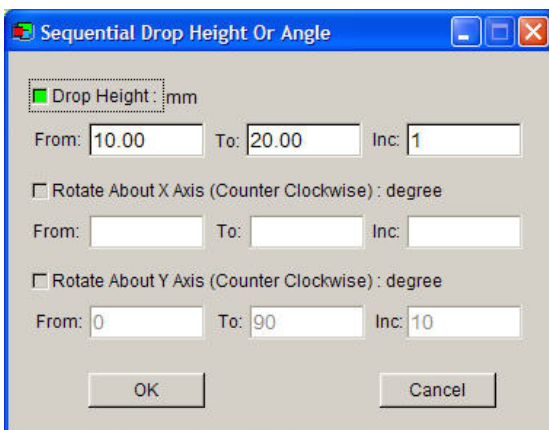 Sequential Drop Height Or Angle
Drop Height : mm
From: 10.00 To: 20.00 Inc: 1
Rotate About X Axis (Counter Clockwise) : degree
From: To: Inc:
Rotate About Y Axis (Counter Clockwise) : degree
From: 0 To: 90 Inc: 10
OK Cancel